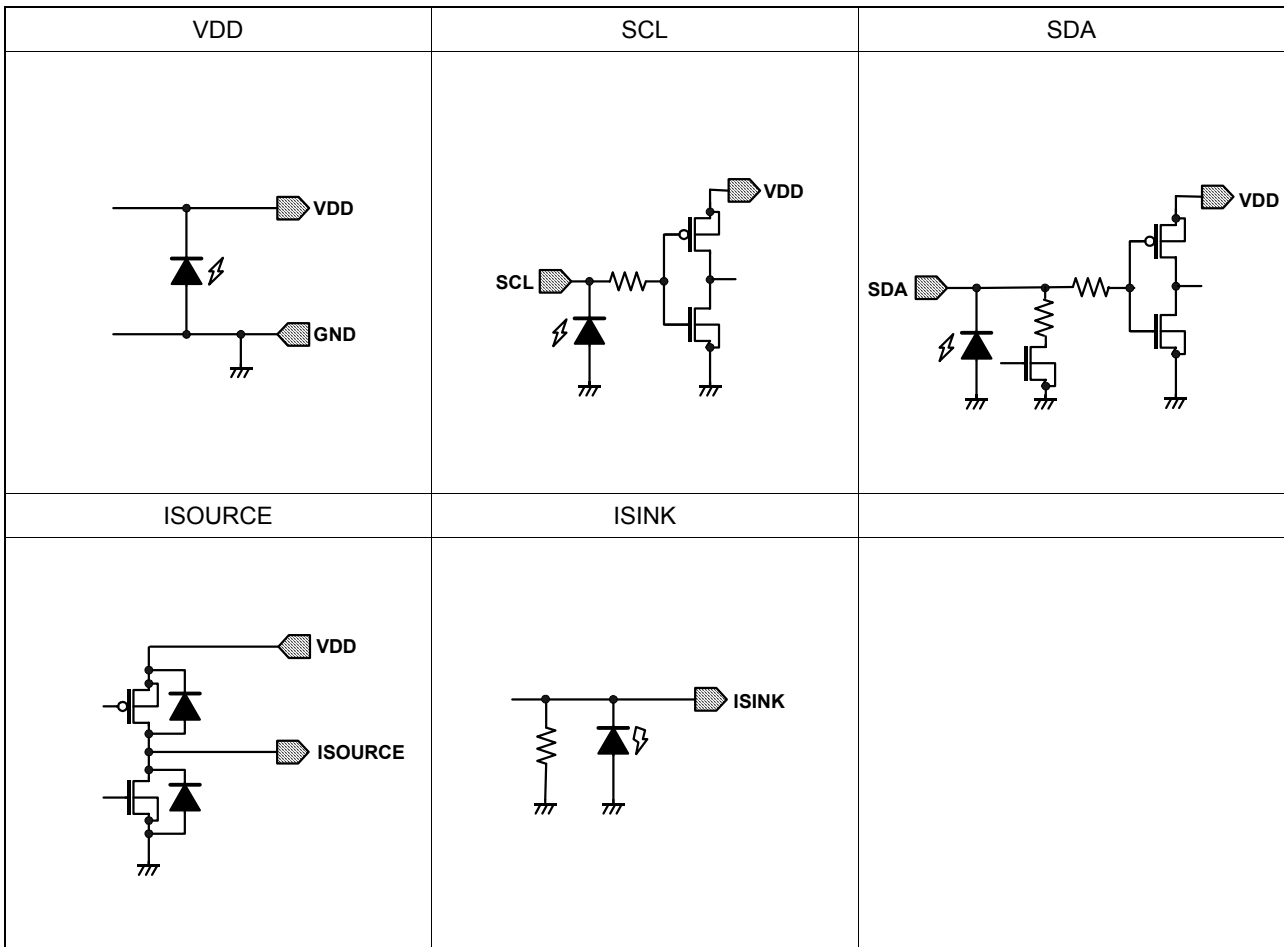 VDD
SCL
SDA
VDD
GND
SCL
VDD
SDA
VDD
ISOURCE
ISINK
VDD
ISOURCE
ISINK